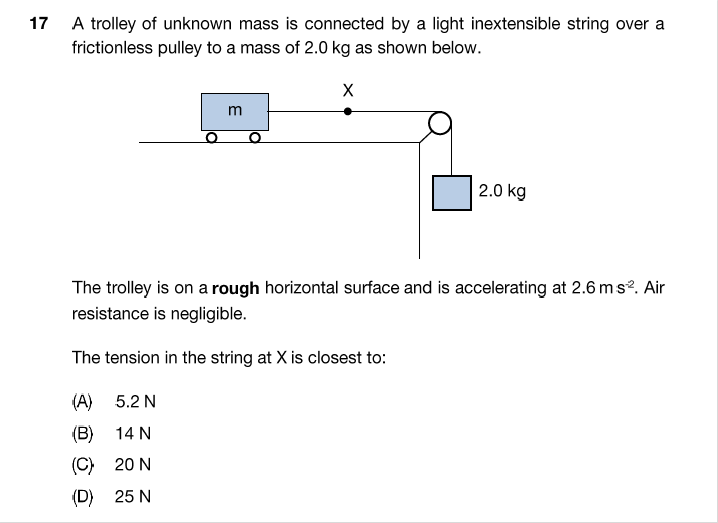 17 A trolley of unknown mass is connected by a light inextensible string over a
frictionless pulley to a mass of 2.0 kg as shown below.
X
m
2.0 kg
The trolley is on a rough horizontal surface and is accelerating at 2.6 m s⁻². Air
resistance is negligible.
The tension in the string at X is closest to:
(A) 5.2 N
(B) 14 N
(C) 20 N
(D) 25 N